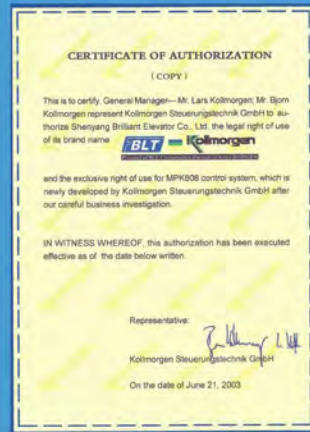 CERTIFICATE OF AUTHORIZATION
( COPY )
This is to certify, General Manager—Mr. Lars Kollmorgen; Mr. Bjorn
Kollmorgen represent Kollmorgen Steuerungstechnik GmbH to au-
thorize Shenyang Brilliant Elevator Co., Ltd. the legal right of use
of its brand name BLT Kollmorgen
and the exclusive right of use for MPK808 control system, which is
newly developed by Kollmorgen Steuerungstechnik GmbH after
our careful business investigation.
IN WITNESS WHEREOF, this authorization has been executed
effective as of the date below written.
Representative:
Kollmorgen Steuerungstechnik GmbH
On the date of June 21, 2003